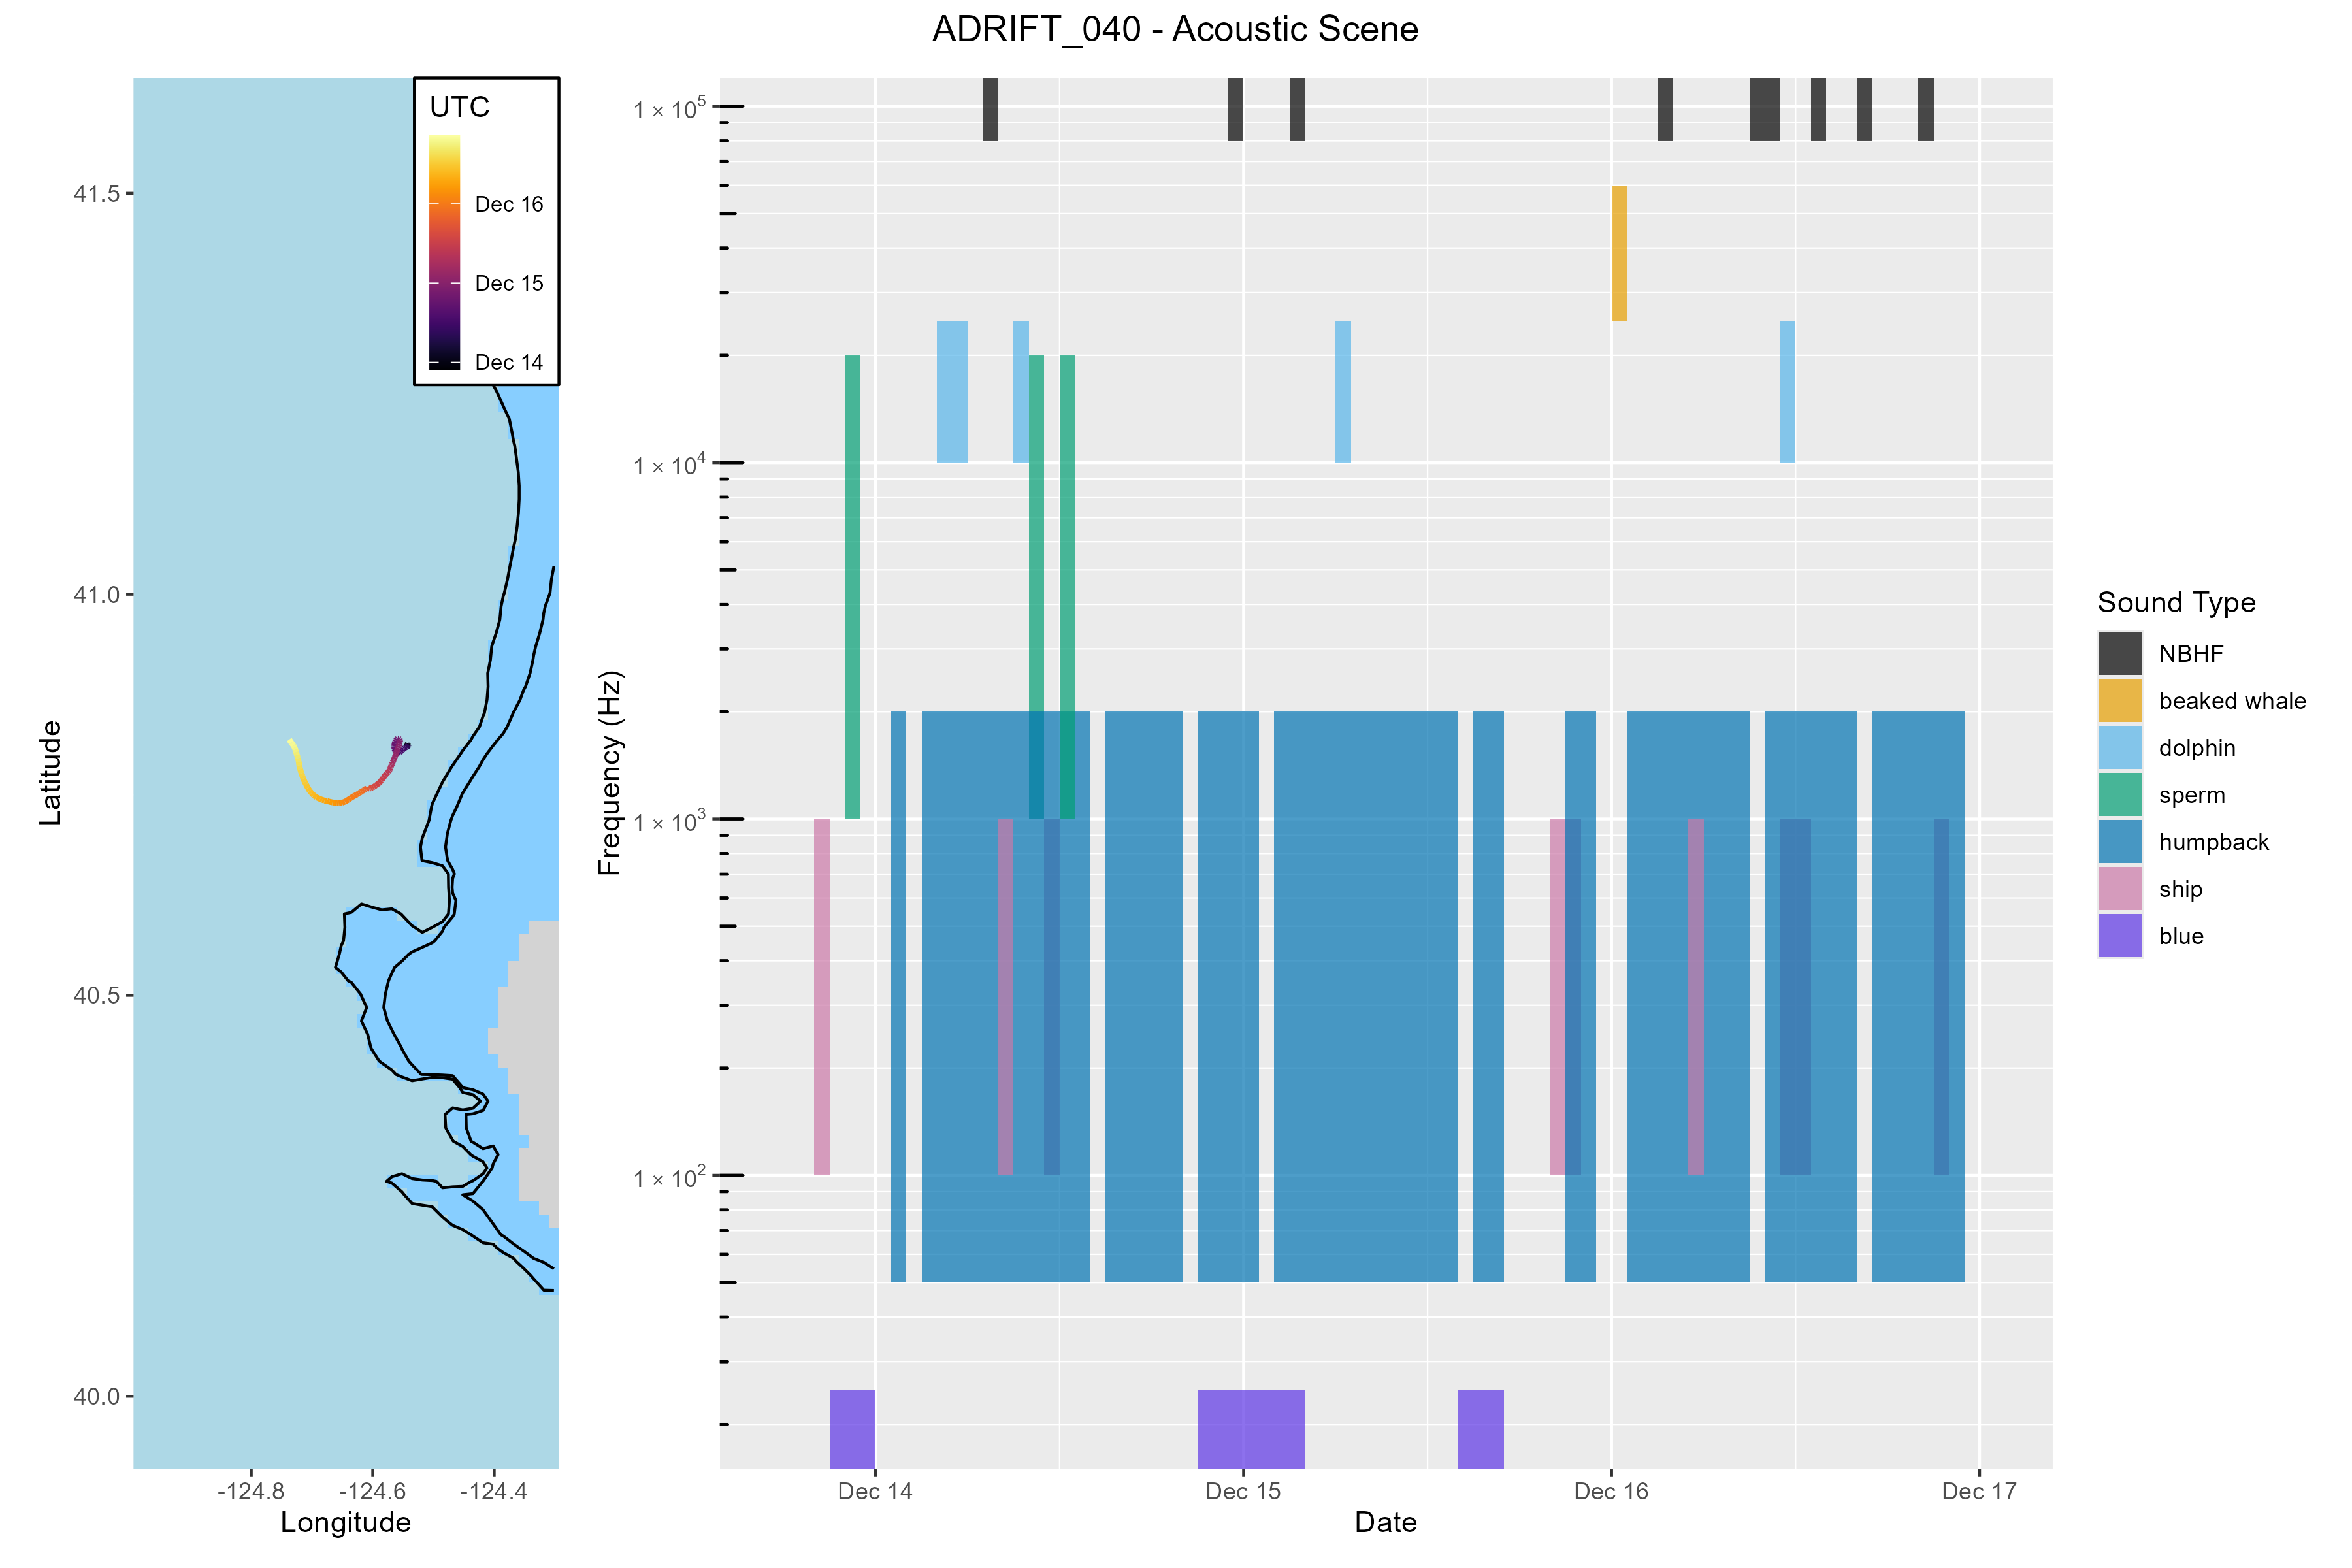 ADRIFT_040 - Acoustic Scene
UTC
Dec 16
Dec 15
Dec 14
41.5
41.0
40.5
40.0
Latitude
-124.8 -124.6 -124.4
Longitude
1 × 10⁵
1 × 10⁴
1 × 10³
1 × 10²
Frequency (Hz)
Dec 14 Dec 15 Dec 16 Dec 17
Date
Sound Type
NBHF
beaked whale
dolphin
sperm
humpback
ship
blue